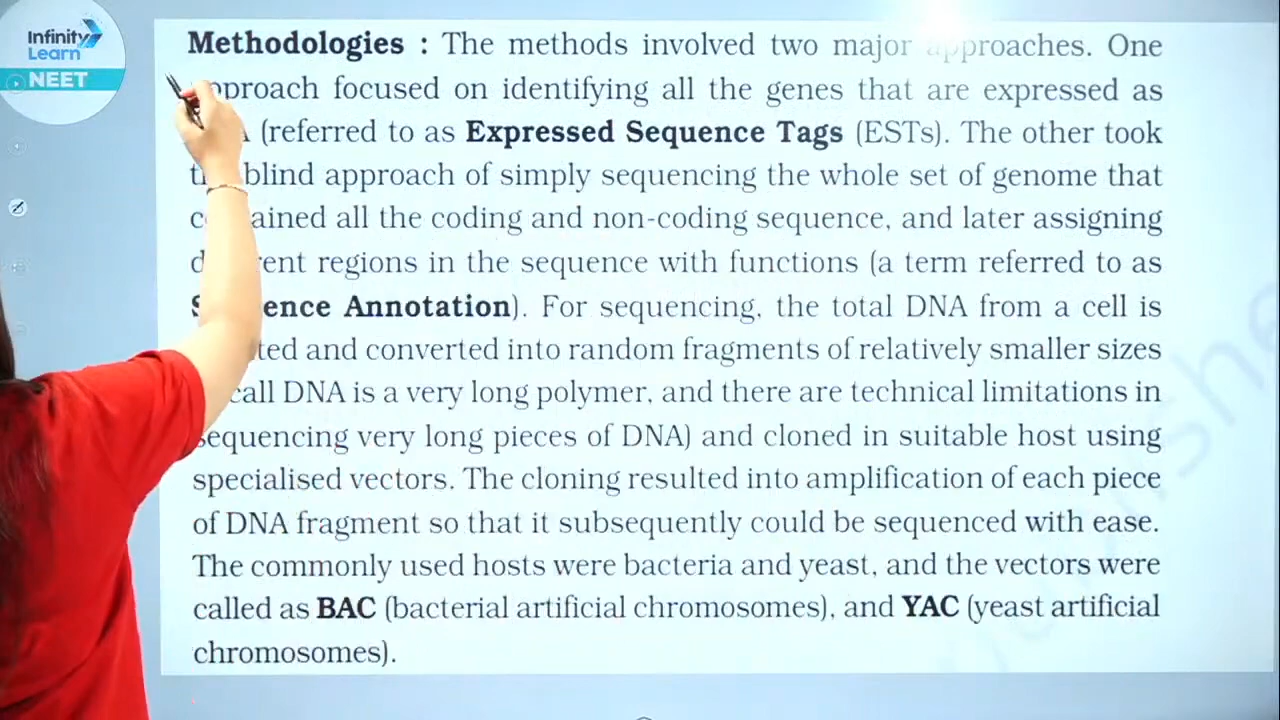 Infinity
Learn
NEET
Methodologies : The methods involved two major approaches. One
approach focused on identifying all the genes that are expressed as
(referred to as Expressed Sequence Tags (ESTs). The other took
blind approach of simply sequencing the whole set of genome that
contained all the coding and non-coding sequence, and later assigning
different regions in the sequence with functions (a term referred to as
Sequence Annotation). For sequencing, the total DNA from a cell is
and converted into random fragments of relatively smaller sizes
DNA is a very long polymer, and there are technical limitations in
sequencing very long pieces of DNA) and cloned in suitable host using
specialised vectors. The cloning resulted into amplification of each piece
of DNA fragment so that it subsequently could be sequenced with ease.
The commonly used hosts were bacteria and yeast, and the vectors were
called as BAC (bacterial artificial chromosomes), and YAC (yeast artificial
chromosomes).